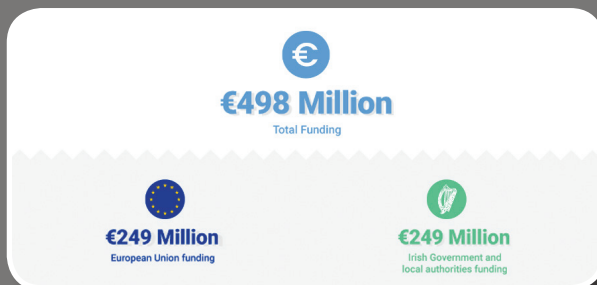 €
€498 Million
Total Funding
€249 Million
European Union funding
€249 Million
Irish Government and
local authorities funding